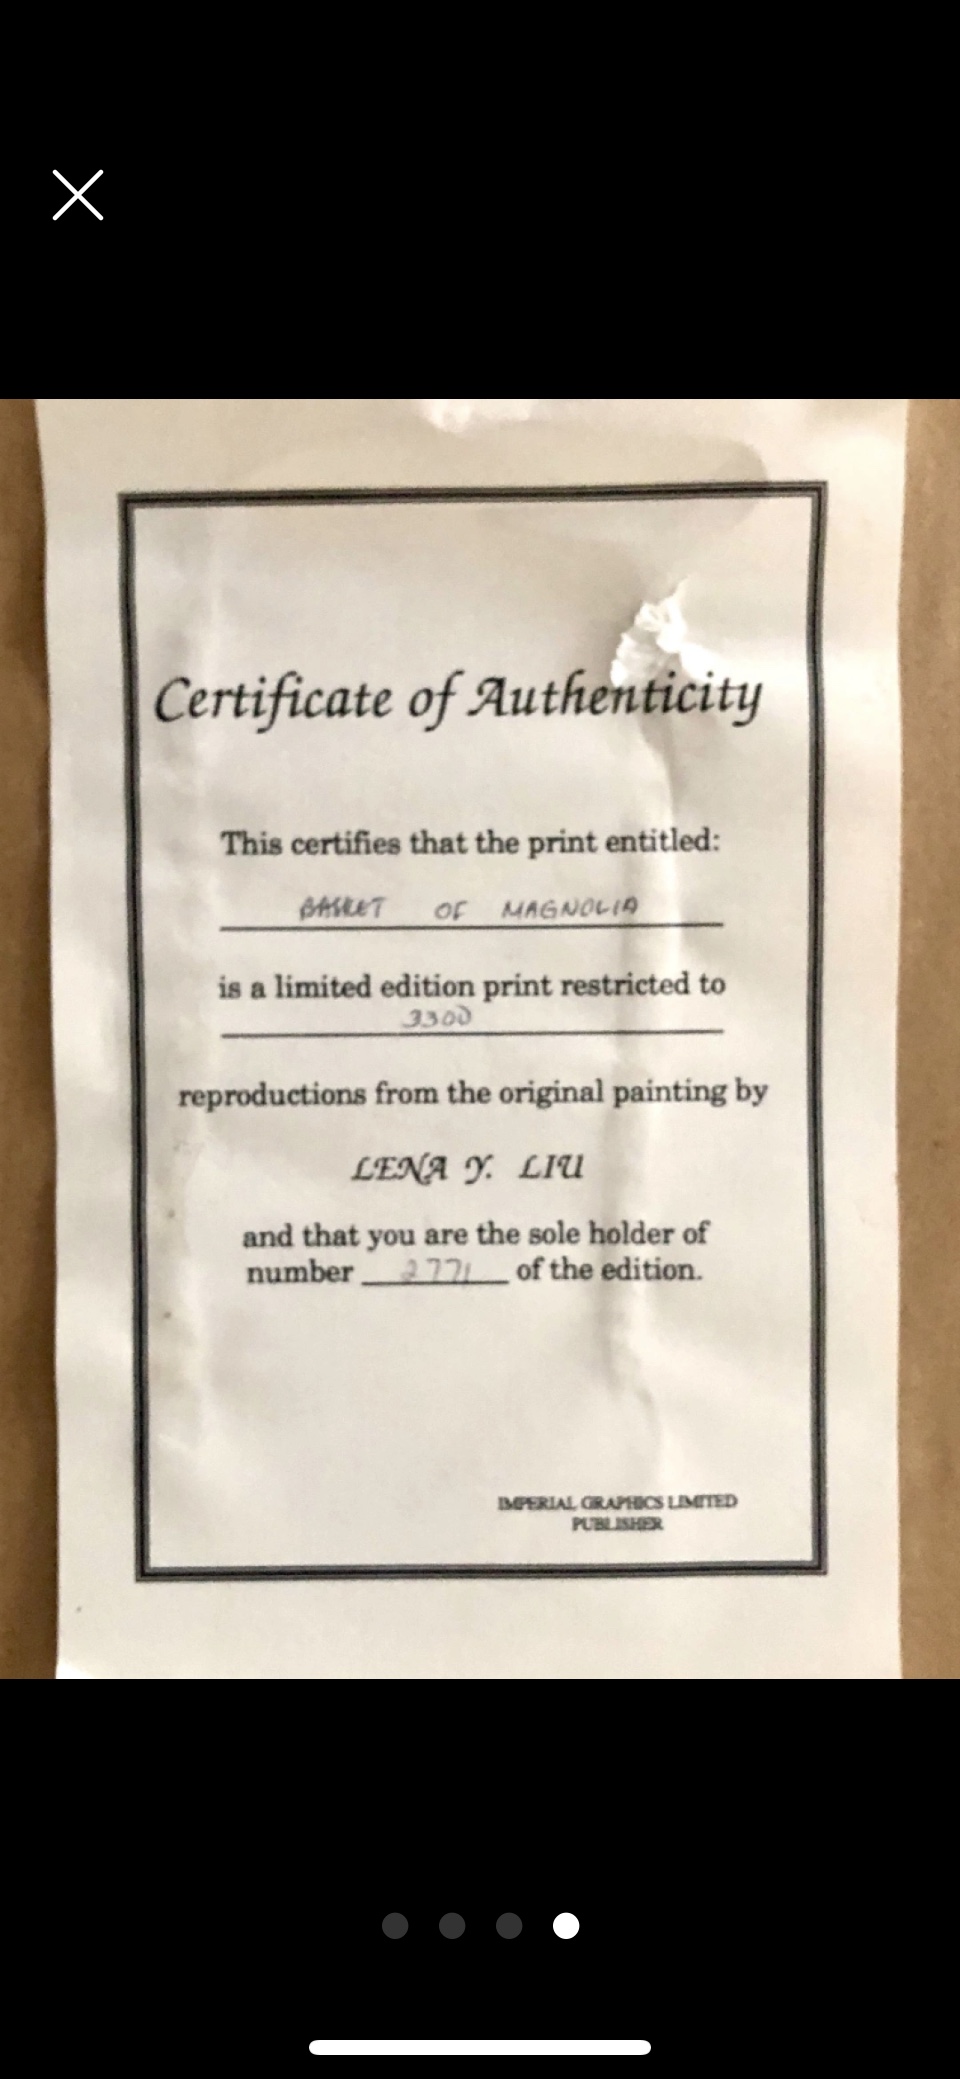 Certificate of Authenticity
This certifies that the print entitled:
BASKET OF MAGNOLIA
is a limited edition print restricted to
3300
reproductions from the original painting by
LENA Y. LIU
and that you are the sole holder of
number 2771 of the edition.
IMPERIAL GRAPHICS LIMITED
PUBLISHER